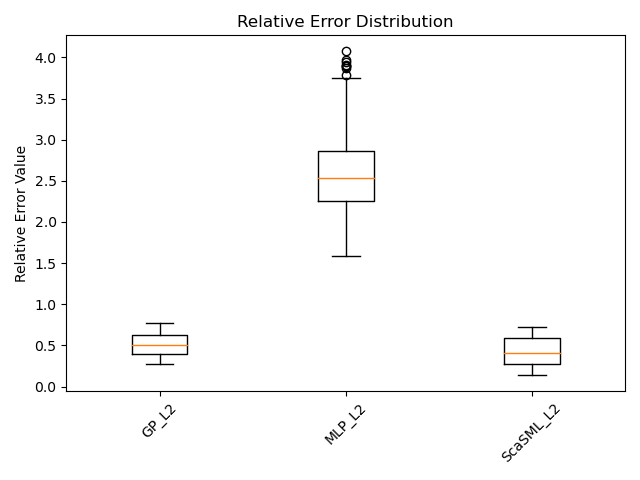 Relative Error Distribution
Relative Error Value
4.0
3.5
3.0
2.5
2.0
1.5
1.0
0.5
0.0
GP_L2
MLP_L2
ScaSML_L2